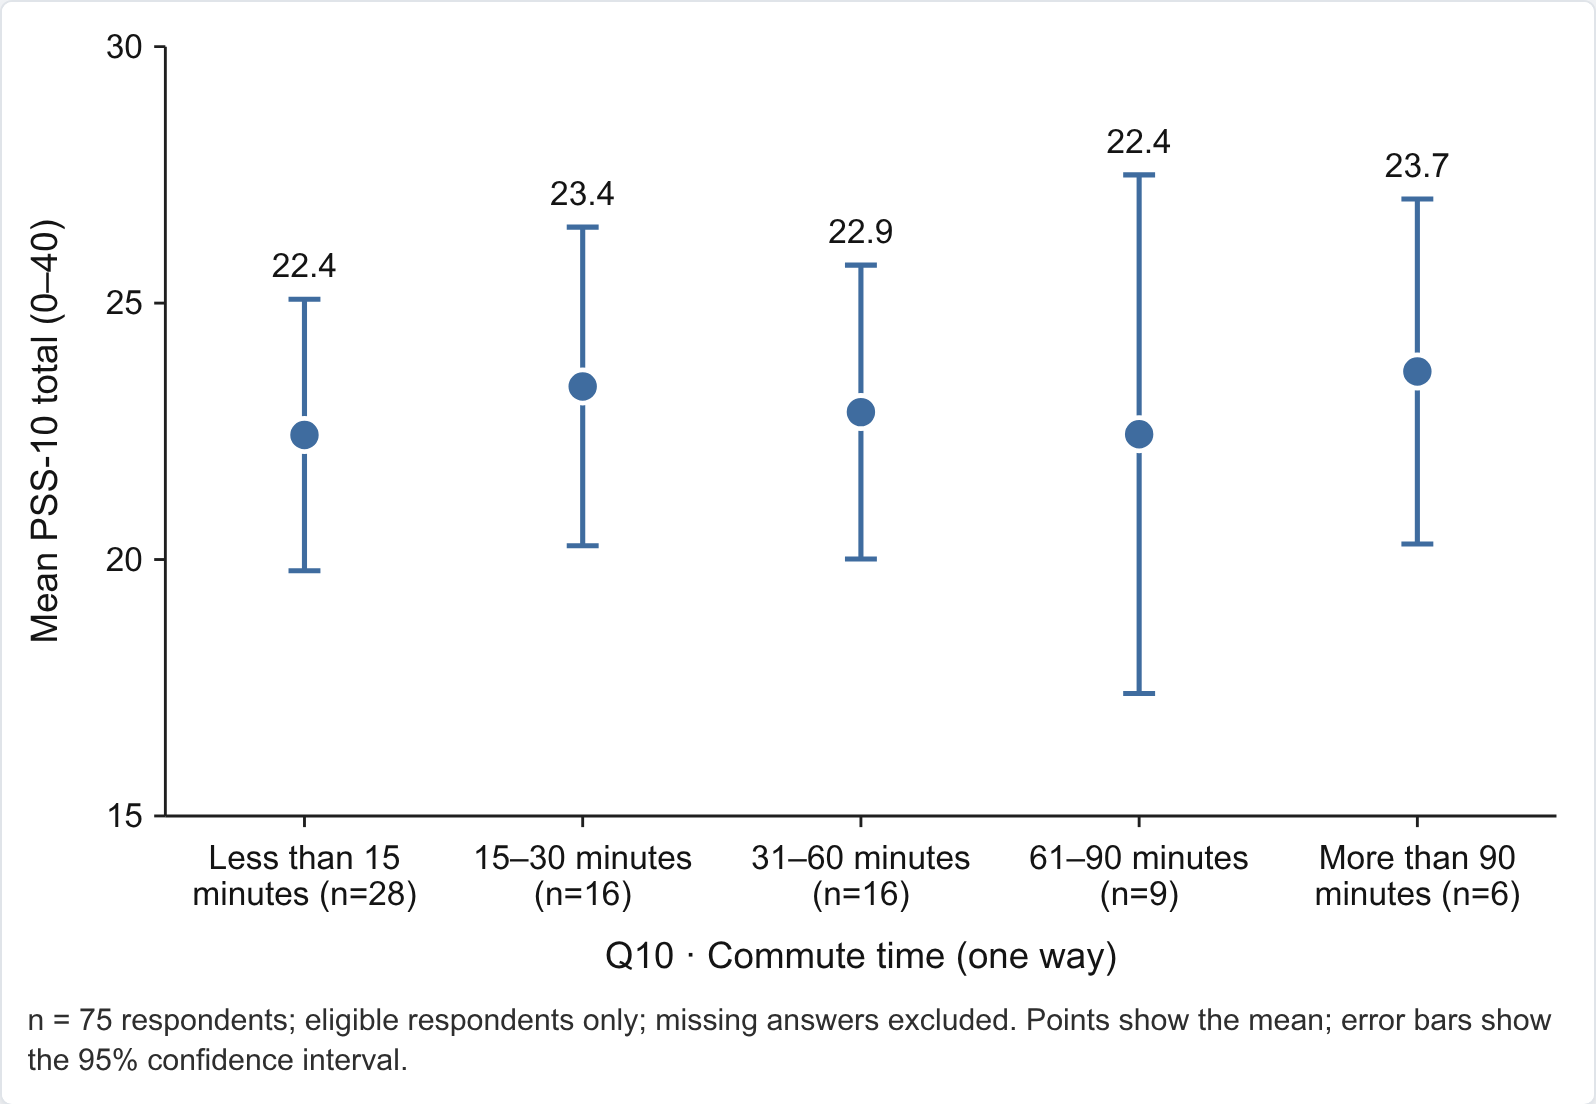 30
25
20
15
Mean PSS-10 total (0–40)
22.4
23.4
22.9
22.4
23.7
Less than 15
minutes (n=28)
15–30 minutes
(n=16)
31–60 minutes
(n=16)
61–90 minutes
(n=9)
More than 90
minutes (n=6)
Q10 · Commute time (one way)
n = 75 respondents; eligible respondents only; missing answers excluded. Points show the mean; error bars show
the 95% confidence interval.